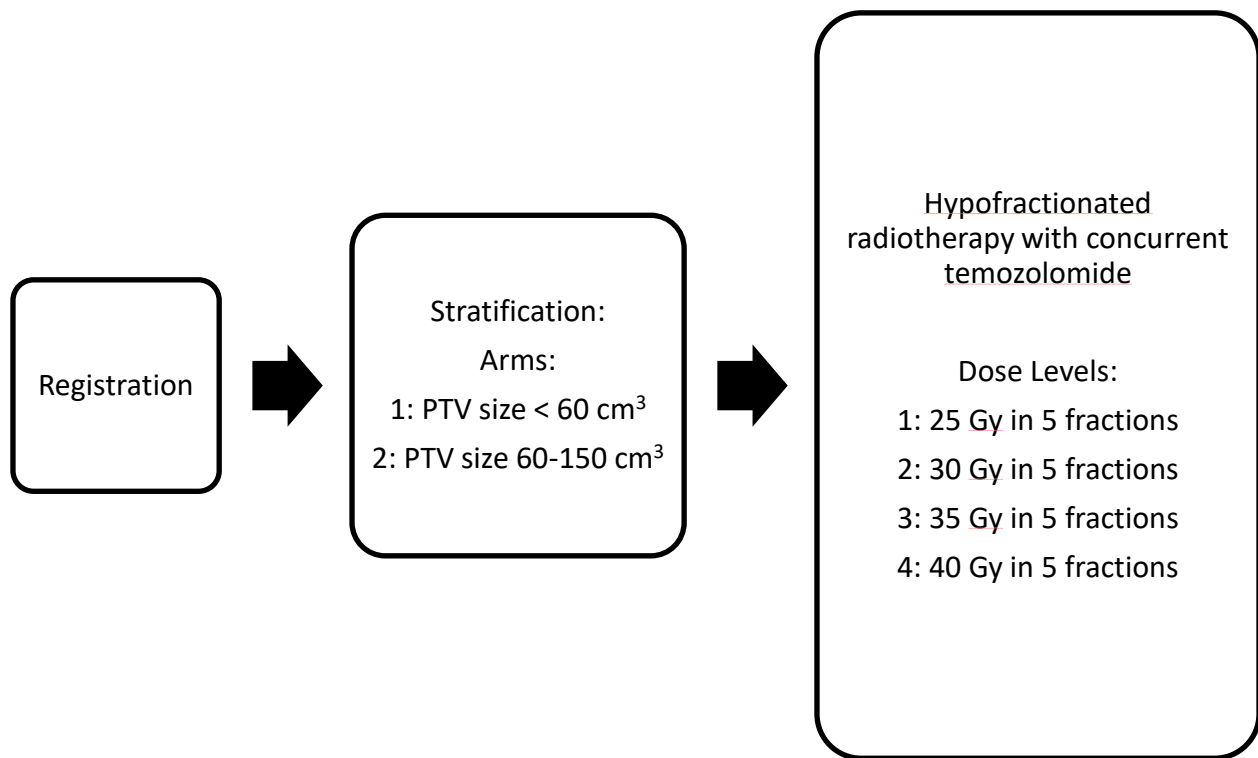 Registration
Stratification:
Arms:
1: PTV size < 60 cm³
2: PTV size 60-150 cm³
Hypofractionated
radiotherapy with concurrent
temozolomide
Dose Levels:
1: 25 Gy in 5 fractions
2: 30 Gy in 5 fractions
3: 35 Gy in 5 fractions
4: 40 Gy in 5 fractions